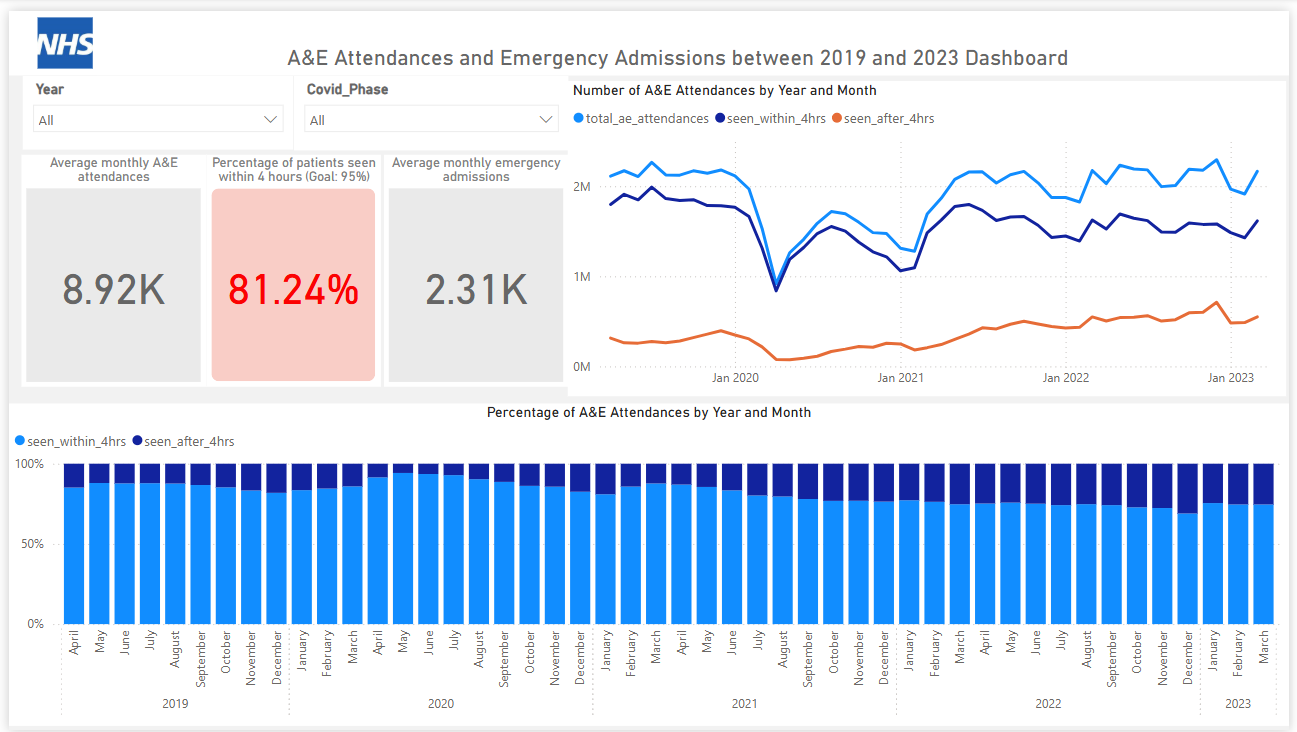 NHS
A&E Attendances and Emergency Admissions between 2019 and 2023 Dashboard
Year
All
Covid_Phase
All
Average monthly A&E
attendances
8.92K
Percentage of patients seen
within 4 hours (Goal: 95%)
81.24%
Average monthly emergency
admissions
2.31K
Number of A&E Attendances by Year and Month
total_ae_attendances seen_within_4hrs seen_after_4hrs
2M
1M
0M
Jan 2020 Jan 2021 Jan 2022 Jan 2023
Percentage of A&E Attendances by Year and Month
seen_within_4hrs seen_after_4hrs
100%
50%
0%
April May June July August September October November December January February March April May June July August September October November December January February March April May June July August September October November December January February March April May June July August September October November December January February March
2019 2020 2021 2022 2023